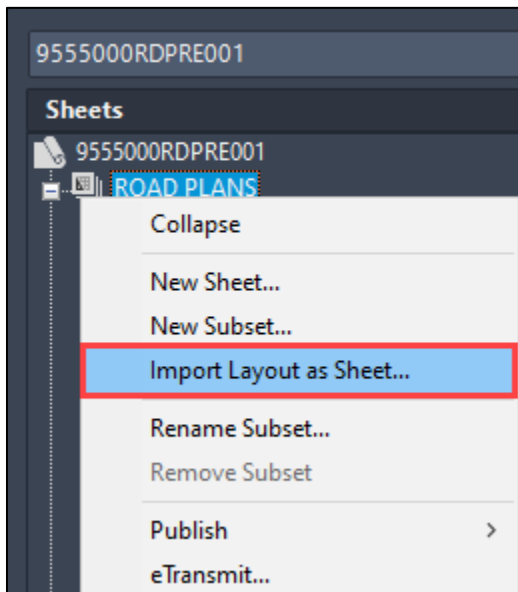 9555000RDPRE001
Sheets
9555000RDPRE001
ROAD PLANS
Collapse
New Sheet...
New Subset...
Import Layout as Sheet...
Rename Subset...
Remove Subset
Publish
eTransmit...